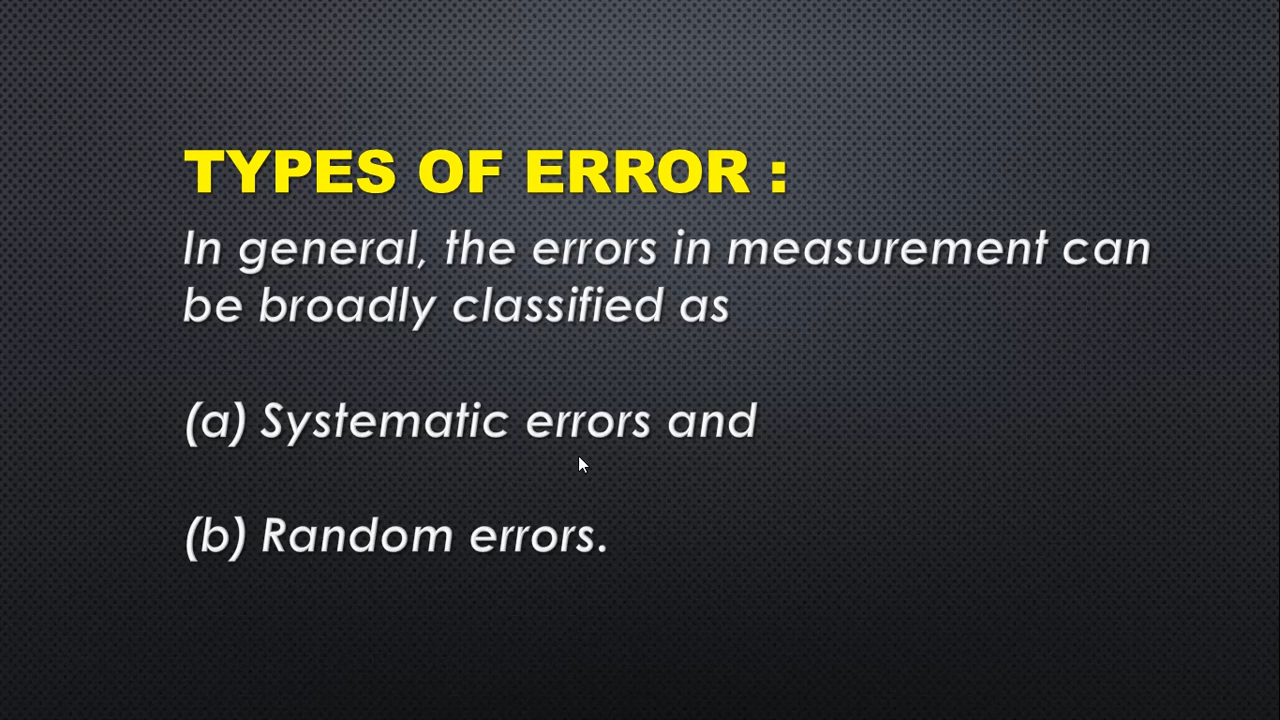 TYPES OF ERROR :
In general, the errors in measurement can
be broadly classified as
(a) Systematic errors and
(b) Random errors.